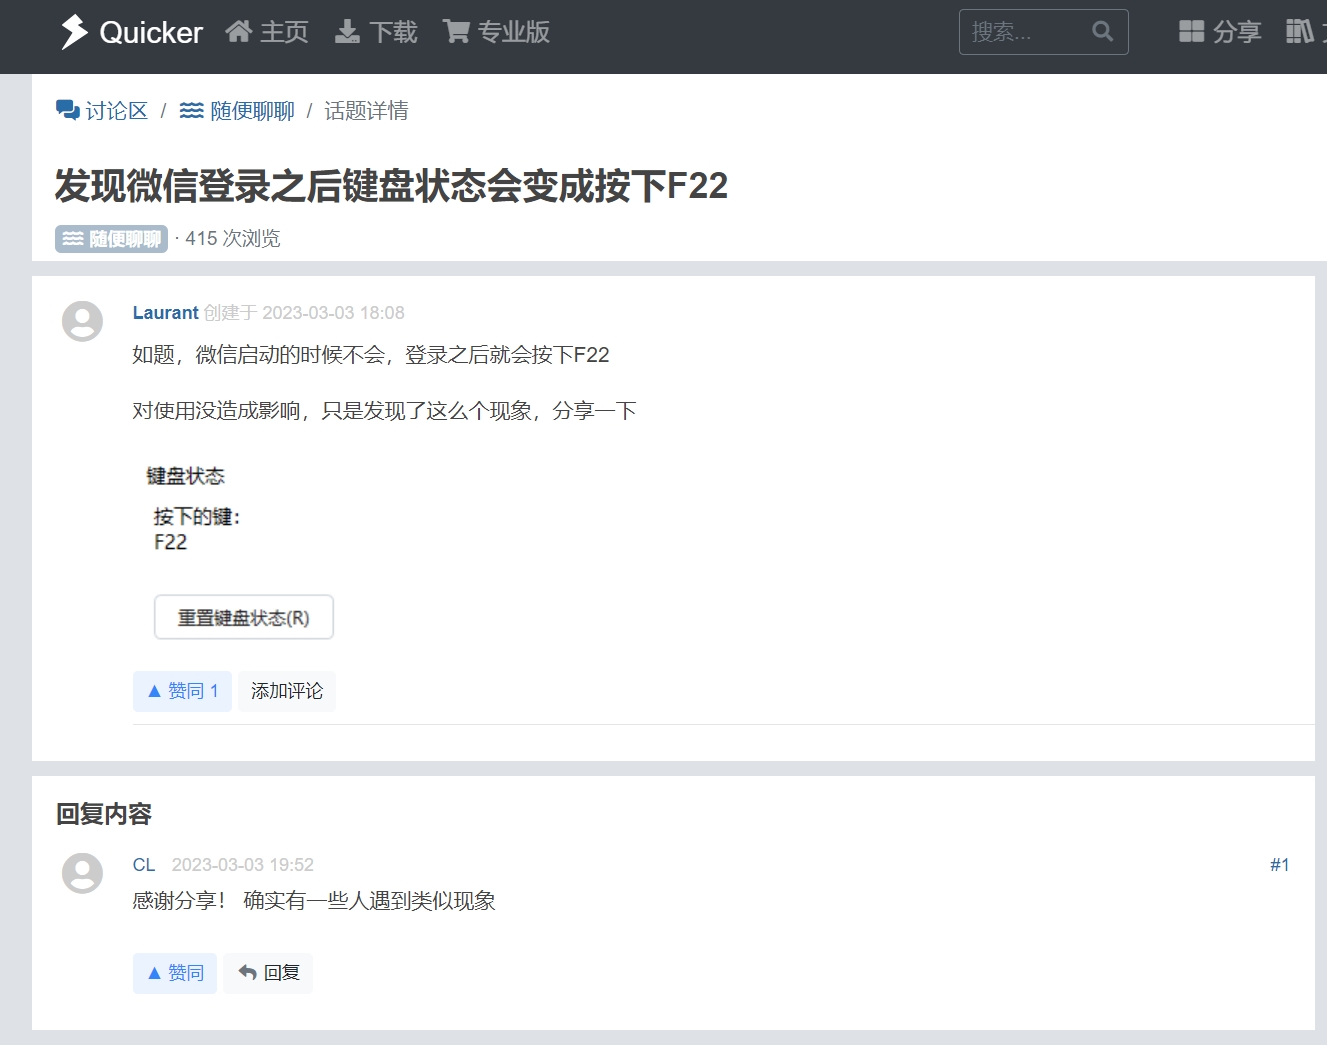 Quicker 主页 下载 专业版 搜索... 分享
讨论区 / 随便聊聊 / 话题详情
发现微信登录之后键盘状态会变成按下F22
随便聊聊 · 415 次浏览
Laurant 创建于 2023-03-03 18:08
如题，微信启动的时候不会，登录之后就会按下F22
对使用没造成影响，只是发现了这么个现象，分享一下
键盘状态
按下的键：
F22
重置键盘状态(R)
▲ 赞同 1 添加评论
回复内容
CL 2023-03-03 19:52 #1
感谢分享！ 确实有一些人遇到类似现象
▲ 赞同 回复